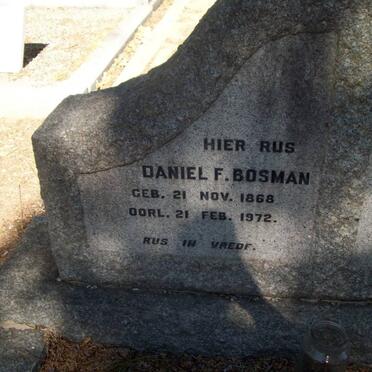 HIER RUS
DANIEL F. BOSMAN
GEB. 21 NOV. 1868
OORL. 21 FEB. 1972.
RUS IN VREDE.